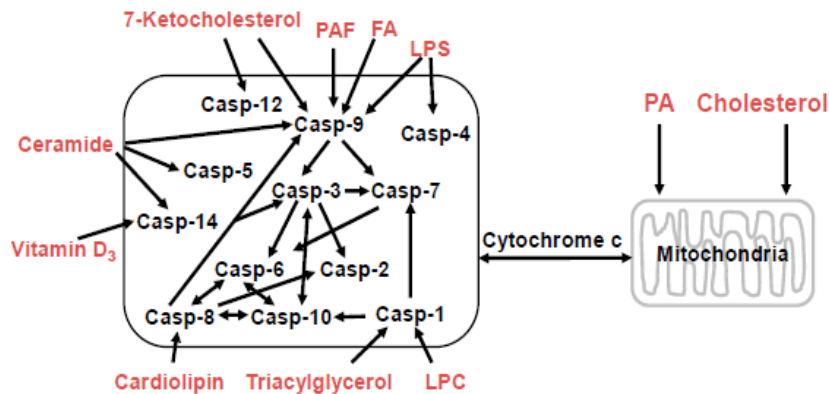 7-Ketocholesterol
PAF
FA
LPS
Casp-12
Casp-9
Casp-4
PA
Cholesterol
Ceramide
Casp-5
Casp-3
Casp-7
Casp-14
Vitamin D3
Cytochrome c
Mitochondria
Casp-6
Casp-2
Casp-8
Casp-10
Casp-1
Cardiolipin
Triacylglycerol
LPC